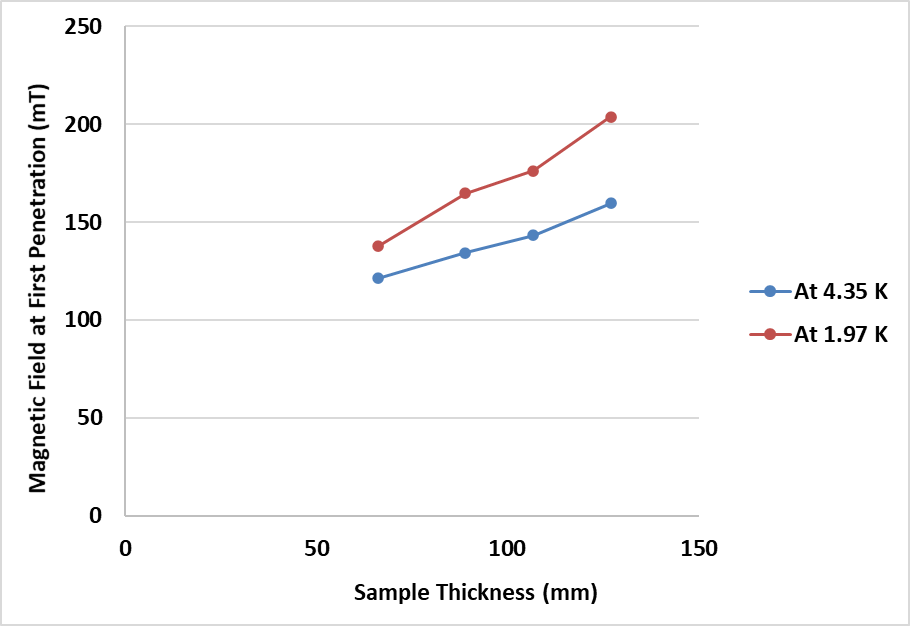 Magnetic Field at First Penetration (mT)
250
200
150
100
50
0
0 50 100 150
Sample Thickness (mm)
At 4.35 K
At 1.97 K